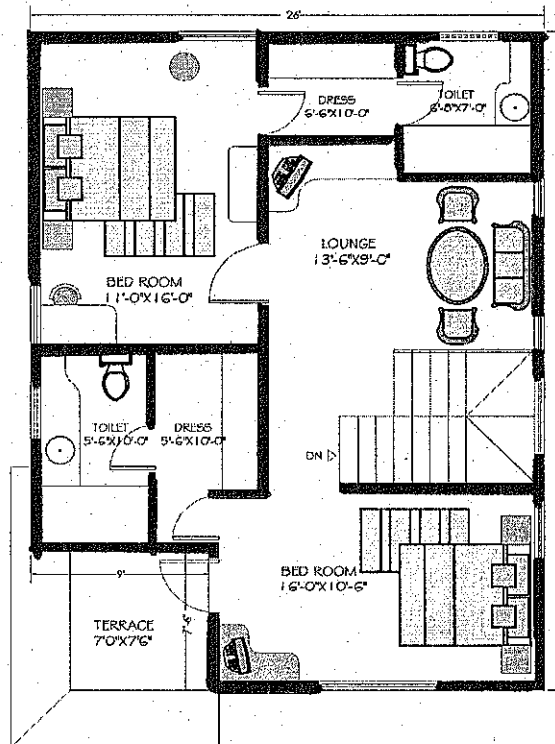 26'
DRESS
6'-6"X10'-0"
TOILET
6'-8"X7'-0"
LOUNGE
13'-6"X9'-0"
BED ROOM
11'-0"X16'-0"
TOILET
5'-6"X10'-0"
DRESS
5'-6"X10'-0"
DN
BED ROOM
16'-0"X10'-6"
9'
TERRACE
7'0"X7'6"
7'-6"